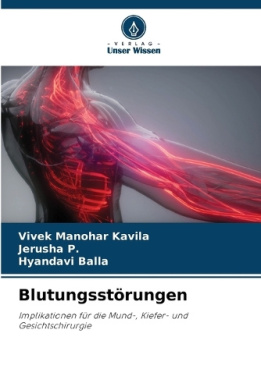 - VERLAG -
Unser Wissen
Vivek Manohar Kavila
Jerusha P.
Hyandavi Balla
Blutungsstörungen
Implikationen für die Mund-, Kiefer- und
Gesichtschirurgie